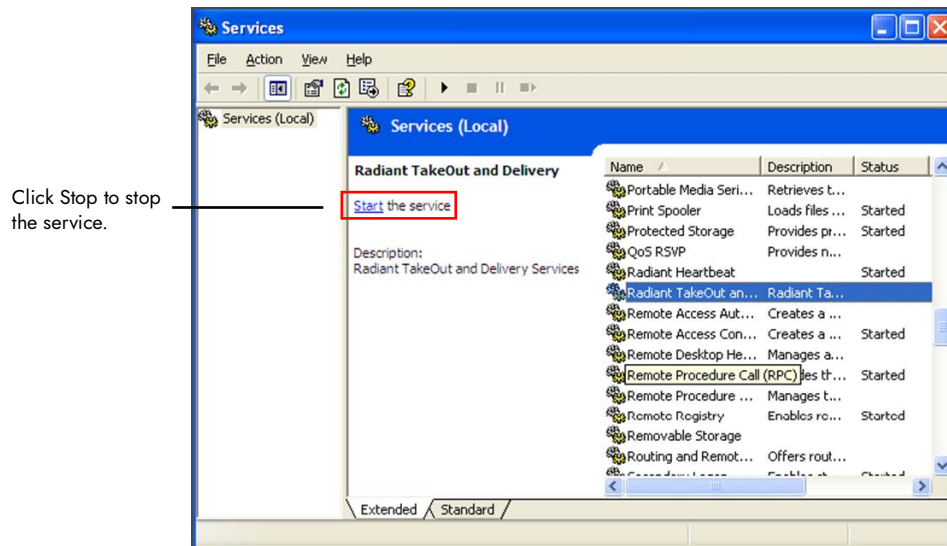 Services
File Action View Help
Services (Local)
Services (Local)
Click Stop to stop
the service.
Radiant TakeOut and Delivery
Start the service
Description:
Radiant TakeOut and Delivery Services
Name Description Status
Portable Media Seri... Retrieves t...
Print Spooler Loads files ... Started
Protected Storage Provides pr... Started
QoS RSVP Provides n...
Radiant Heartbeat Started
Radiant TakeOut an... Radiant Ta...
Remote Access Aut... Creates a ...
Remote Access Con... Creates a ... Started
Remote Desktop He... Manages a...
Remote Procedure Call (RPC) des th... Started
Remote Procedure ... Manages t...
Remote Registry Enables re... Started
Removable Storage
Routing and Remot... Offers rout...
Extended Standard